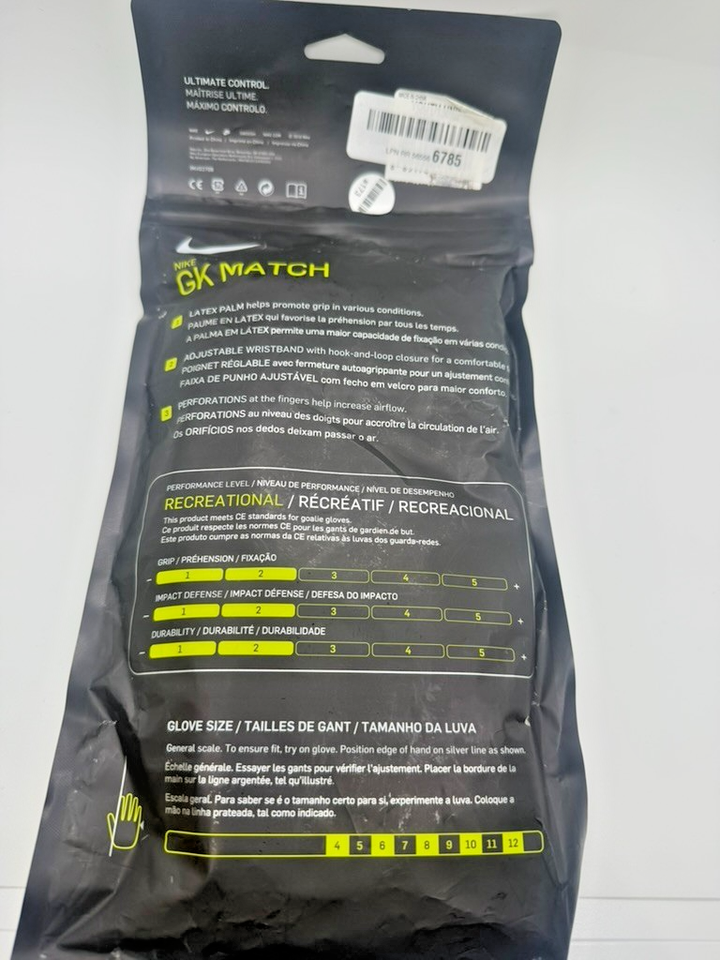 ULTIMATE CONTROL.
MAÎTRISE ULTIME.
MÁXIMO CONTROLO.
6785
#173
NIKE
GK MATCH
1 LATEX PALM helps promote grip in various conditions.
PAUME EN LATEX qui favorise la préhension par tous les temps.
A PALMA EM LÁTEX permite uma maior capacidade de fixação em várias
2 ADJUSTABLE WRISTBAND with hook-and-loop closure for a comfortable
POIGNET RÉGLABLE avec fermeture autoagrippante pour un ajustement
FAIXA DE PUNHO AJUSTÁVEL com fecho em velcro para maior conforto.
3 PERFORATIONS at the fingers help increase airflow.
PERFORATIONS au niveau des doigts pour accroître la circulation de l'air.
Os ORIFÍCIOS nos dedos deixam passar o ar.
PERFORMANCE LEVEL / NIVEAU DE PERFORMANCE / NÍVEL DE DESEMPENHO
RECREATIONAL / RÉCRÉATIF / RECREACIONAL
This product meets CE standards for goalie gloves.
Ce produit respecte les normes CE pour les gants de gardien de but.
Este produto cumpre as normas da CE relativas às luvas dos guarda-redes.
GRIP / PRÉHENSION / FIXAÇÃO
– 1 2 3 4 5 +
IMPACT DEFENSE / IMPACT DÉFENSE / DEFESA DO IMPACTO
– 1 2 3 4 5 +
DURABILITY / DURABILITÉ / DURABILIDADE
– 1 2 3 4 5 +
GLOVE SIZE / TAILLES DE GANT / TAMANHO DA LUVA
General scale. To ensure fit, try on glove. Position edge of hand on silver line as shown.
Échelle générale. Essayer les gants pour vérifier l'ajustement. Placer la bordure de la
main sur la ligne argentée, tel qu'illustré.
Escala geral. Para saber se é o tamanho certo para si, experimente a luva. Coloque a
mão na linha prateada, tal como indicado.
4 5 6 7 8 9 10 11 12